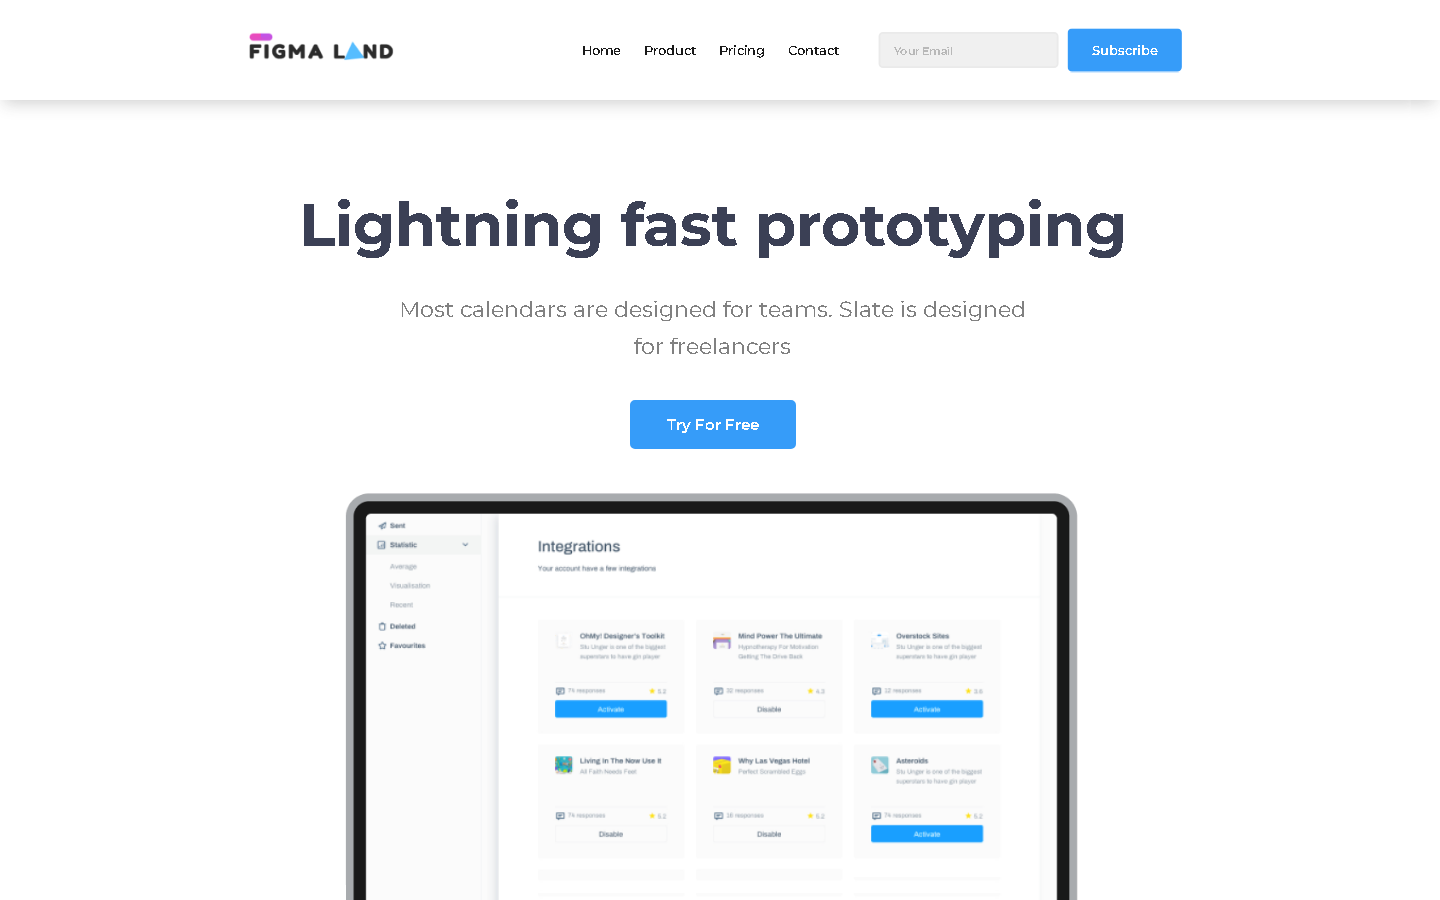 FIGMA LAND
Home Product Pricing Contact
Your Email
Subscribe
Lightning fast prototyping
Most calendars are designed for teams. Slate is designed
for freelancers
Try For Free
Sent
Statistic
Average
Visualisation
Recent
Deleted
Favourites
Integrations
Your account have a few integrations
OhMy! Designer's Toolkit
Stu Unger is one of the biggest
superstars to have gin player
74 responses 5.2
Activate
Mind Power The Ultimate
Hypnotherapy For Motivation
Getting The Drive Back
32 responses 4.3
Disable
Overstock Sites
Stu Unger is one of the biggest
superstars to have gin player
12 responses 3.6
Activate
Living In The Now Use It
All Faith Needs Feet
74 responses 5.2
Disable
Why Las Vegas Hotel
Perfect Scrambled Eggs
16 responses 5.2
Disable
Asteroids
Stu Unger is one of the biggest
superstars to have gin player
74 responses 5.2
Activate